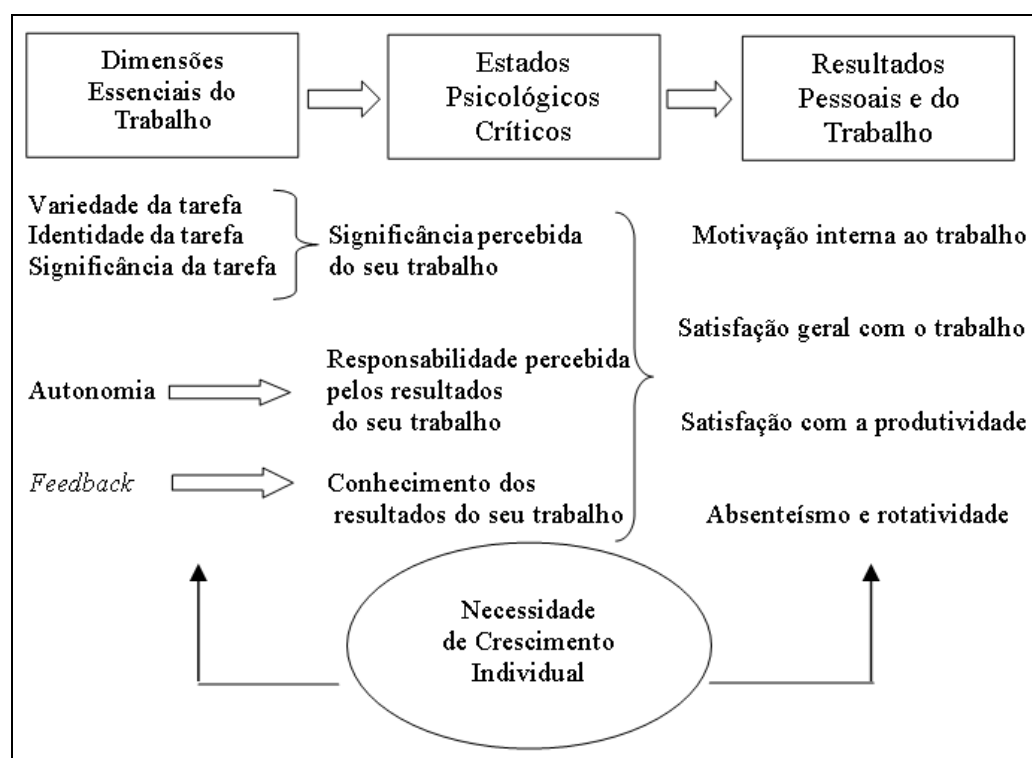 Dimensões
Essenciais do
Trabalho
Estados
Psicológicos
Críticos
Resultados
Pessoais e do
Trabalho
Variedade da tarefa
Identidade da tarefa
Significância da tarefa
Significância percebida
do seu trabalho
Motivação interna ao trabalho
Satisfação geral com o trabalho
Autonomia
Responsabilidade percebida
pelos resultados
do seu trabalho
Satisfação com a produtividade
Feedback
Conhecimento dos
resultados do seu trabalho
Absenteísmo e rotatividade
Necessidade
de Crescimento
Individual